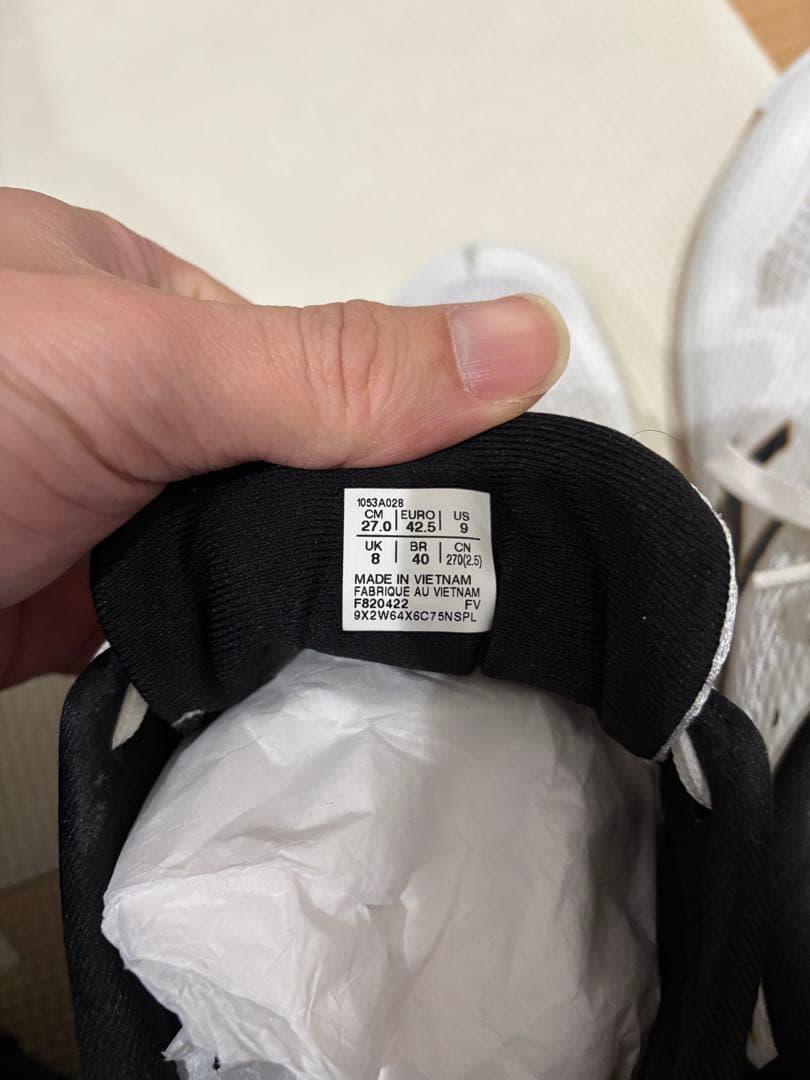 1053A028
CM | EURO | US
27.0 | 42.5 | 9
UK | BR | CN
8 | 40 | 270(2.5)
MADE IN VIETNAM
FABRIQUE AU VIETNAM
F820422 FV
9X2W64X6C75NSPL